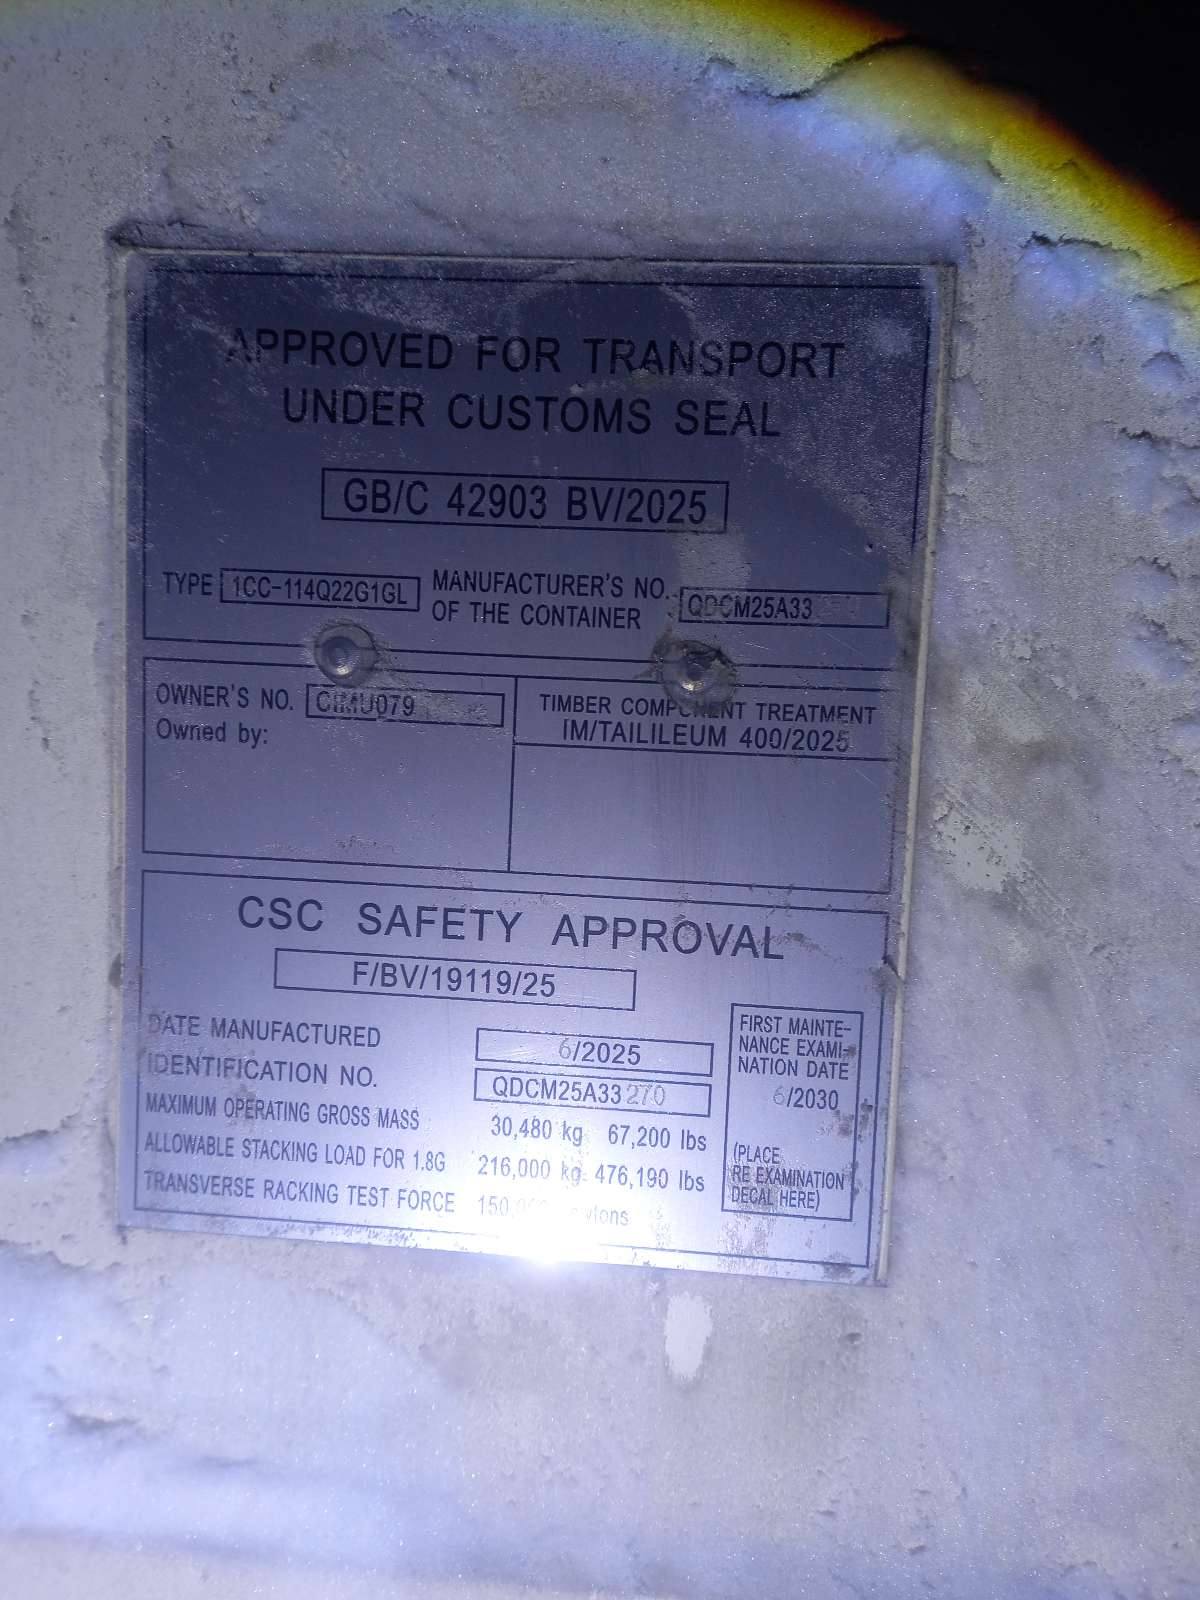 APPROVED FOR TRANSPORT
UNDER CUSTOMS SEAL
GB/C 42903 BV/2025
TYPE 1CC-114Q22G1GL MANUFACTURER'S NO. OF THE CONTAINER QDCM25A33
OWNER'S NO. CIMU079
Owned by:
TIMBER COMPONENT TREATMENT
IM/TAILILEUM 400/2025
CSC SAFETY APPROVAL
F/BV/19119/25
DATE MANUFACTURED 6/2025
IDENTIFICATION NO. QDCM25A33270
MAXIMUM OPERATING GROSS MASS 30,480 kg 67,200 lbs
ALLOWABLE STACKING LOAD FOR 1.8G 216,000 kg 476,190 lbs
TRANSVERSE RACKING TEST FORCE
FIRST MAINTE-
NANCE EXAMI-
NATION DATE
6/2030
(PLACE
RE EXAMINATION
DECAL HERE)